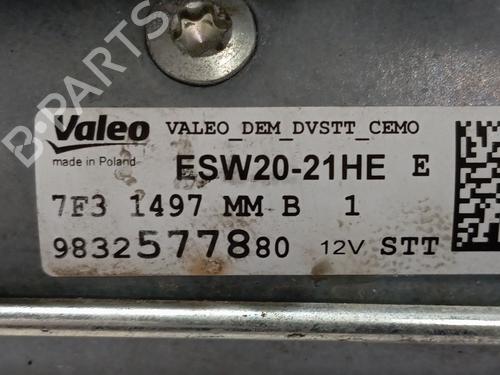 Valeo VALEO_DEM_DVSTT_CEMO
made in Poland ESW20-21HE E
7F3 1497 MM B 1
9832577880 12V STT
B-PARTS